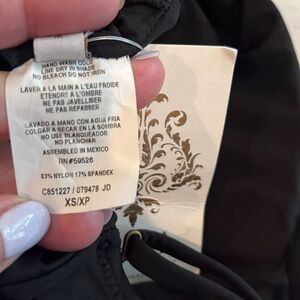 HAND WASH COLD
LINE DRY IN SHADE
NO BLEACH DO NOT IRON
LAVER A LA MAIN A L'EAU FROIDE
ETENDRE A L'OMBRE
NE PAS JAVELLISER
NE PAS REPASSER
LAVADO A MANO CON AGUA FRIA
COLGAR A SECAR EN LA SOMBRA
NO USE BLANQUEADOR
NO PLANCHAR
ASSEMBLED IN MEXICO
RN#59526
83% NYLON 17% SPANDEX
C851227 / 079478 JD
XS/XP